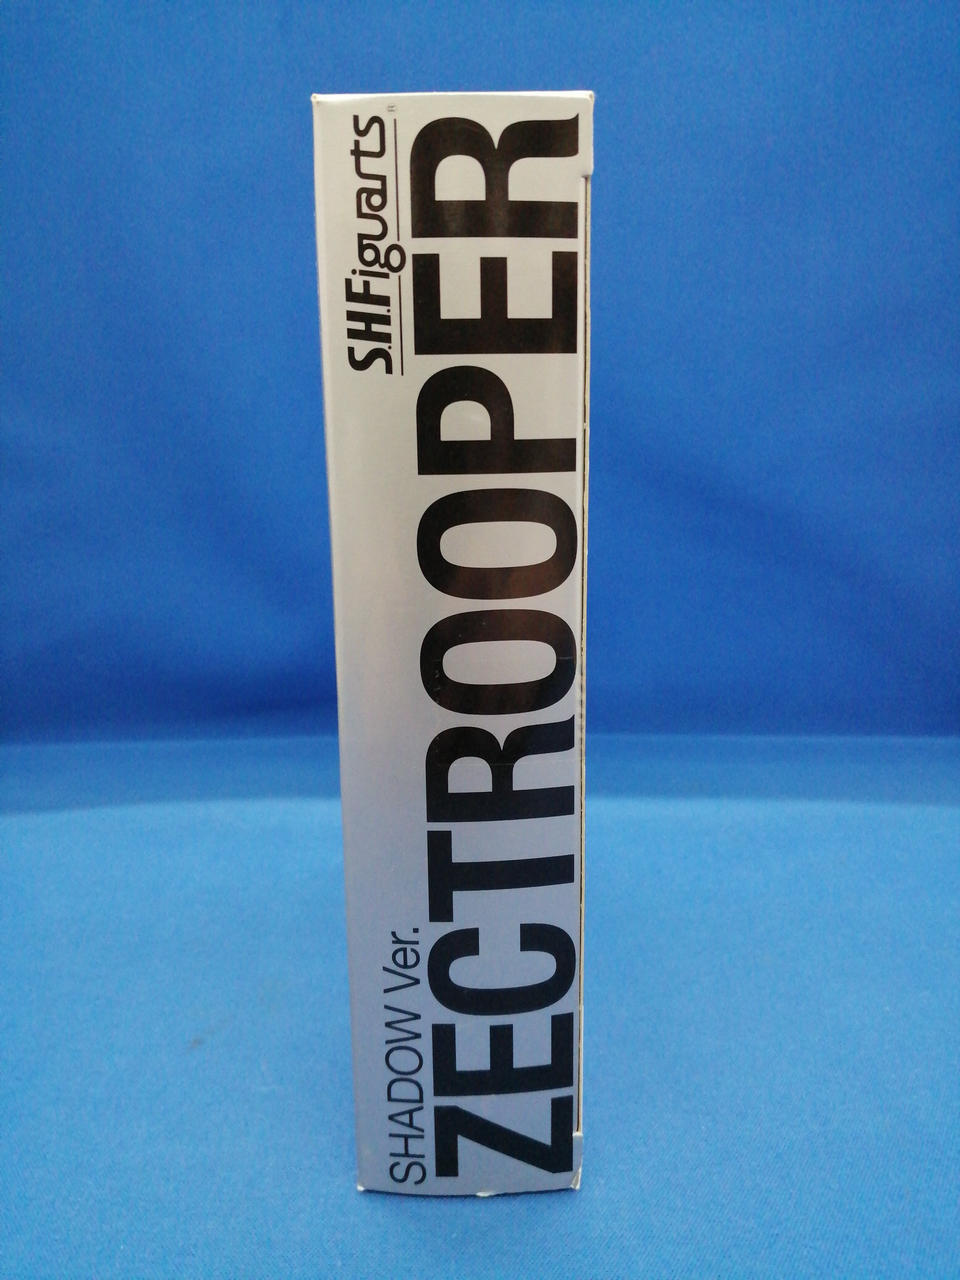 S.H.Figuarts®
SHADOW Ver.
ZECTROOPER